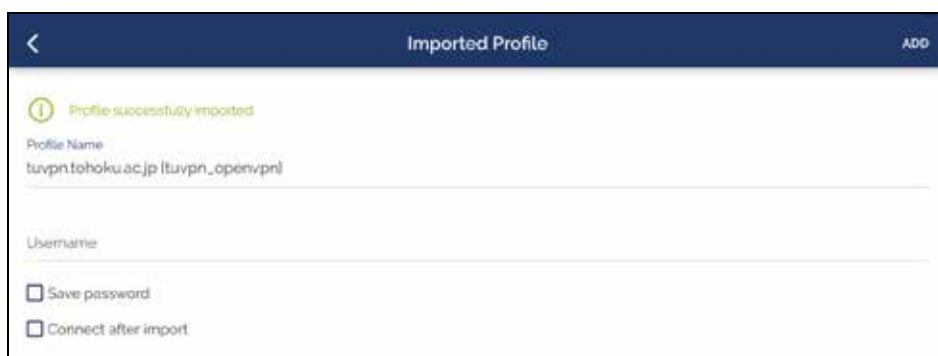 Imported Profile
ADD
Profile successfully imported
Profile Name
tuvpn.tohoku.ac.jp [tuvpn_openvpn]
Username
Save password
Connect after import